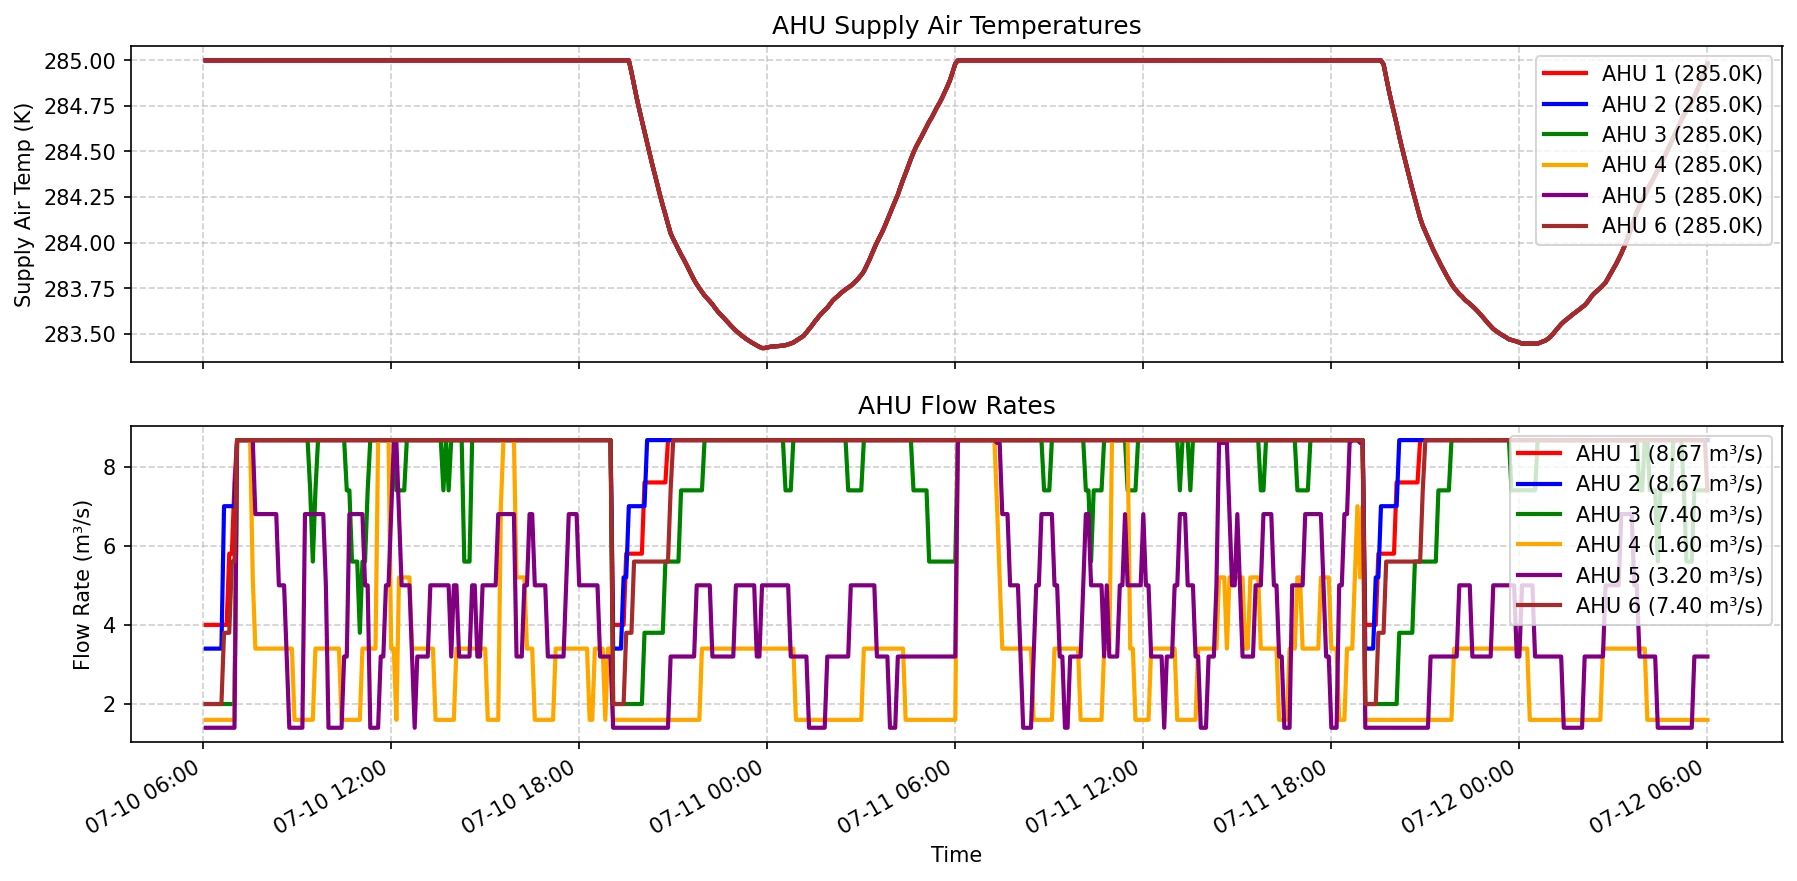 AHU Supply Air Temperatures
Supply Air Temp (K)
285.00
284.75
284.50
284.25
284.00
283.75
283.50
AHU 1 (285.0K)
AHU 2 (285.0K)
AHU 3 (285.0K)
AHU 4 (285.0K)
AHU 5 (285.0K)
AHU 6 (285.0K)
AHU Flow Rates
Flow Rate (m³/s)
8
6
4
2
AHU 1 (8.67 m³/s)
AHU 2 (8.67 m³/s)
AHU 3 (7.40 m³/s)
AHU 4 (1.60 m³/s)
AHU 5 (3.20 m³/s)
AHU 6 (7.40 m³/s)
07-10 06:00
07-10 12:00
07-10 18:00
07-11 00:00
07-11 06:00
07-11 12:00
07-11 18:00
07-12 00:00
07-12 06:00
Time